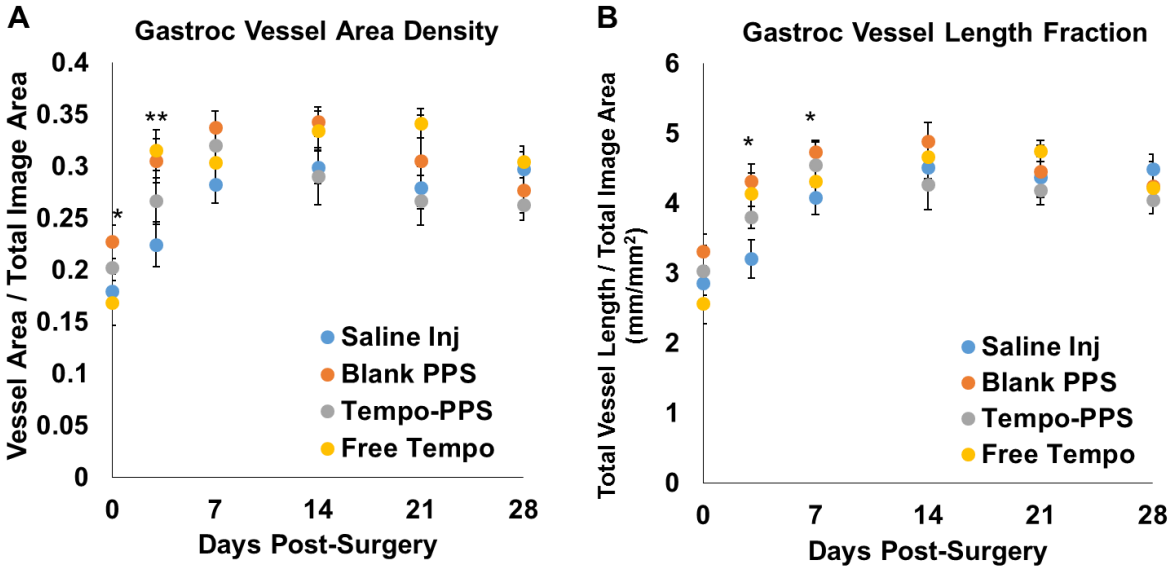 A
Gastroc Vessel Area Density
Vessel Area / Total Image Area
0.4
0.35
0.3
0.25
0.2
0.15
0.1
0.05
0
*
**
Saline Inj
Blank PPS
Tempo-PPS
Free Tempo
0 7 14 21 28
Days Post-Surgery
B
Gastroc Vessel Length Fraction
Total Vessel Length / Total Image Area
(mm/mm²)
6
5
4
3
2
1
0
*
*
Saline Inj
Blank PPS
Tempo-PPS
Free Tempo
0 7 14 21 28
Days Post-Surgery